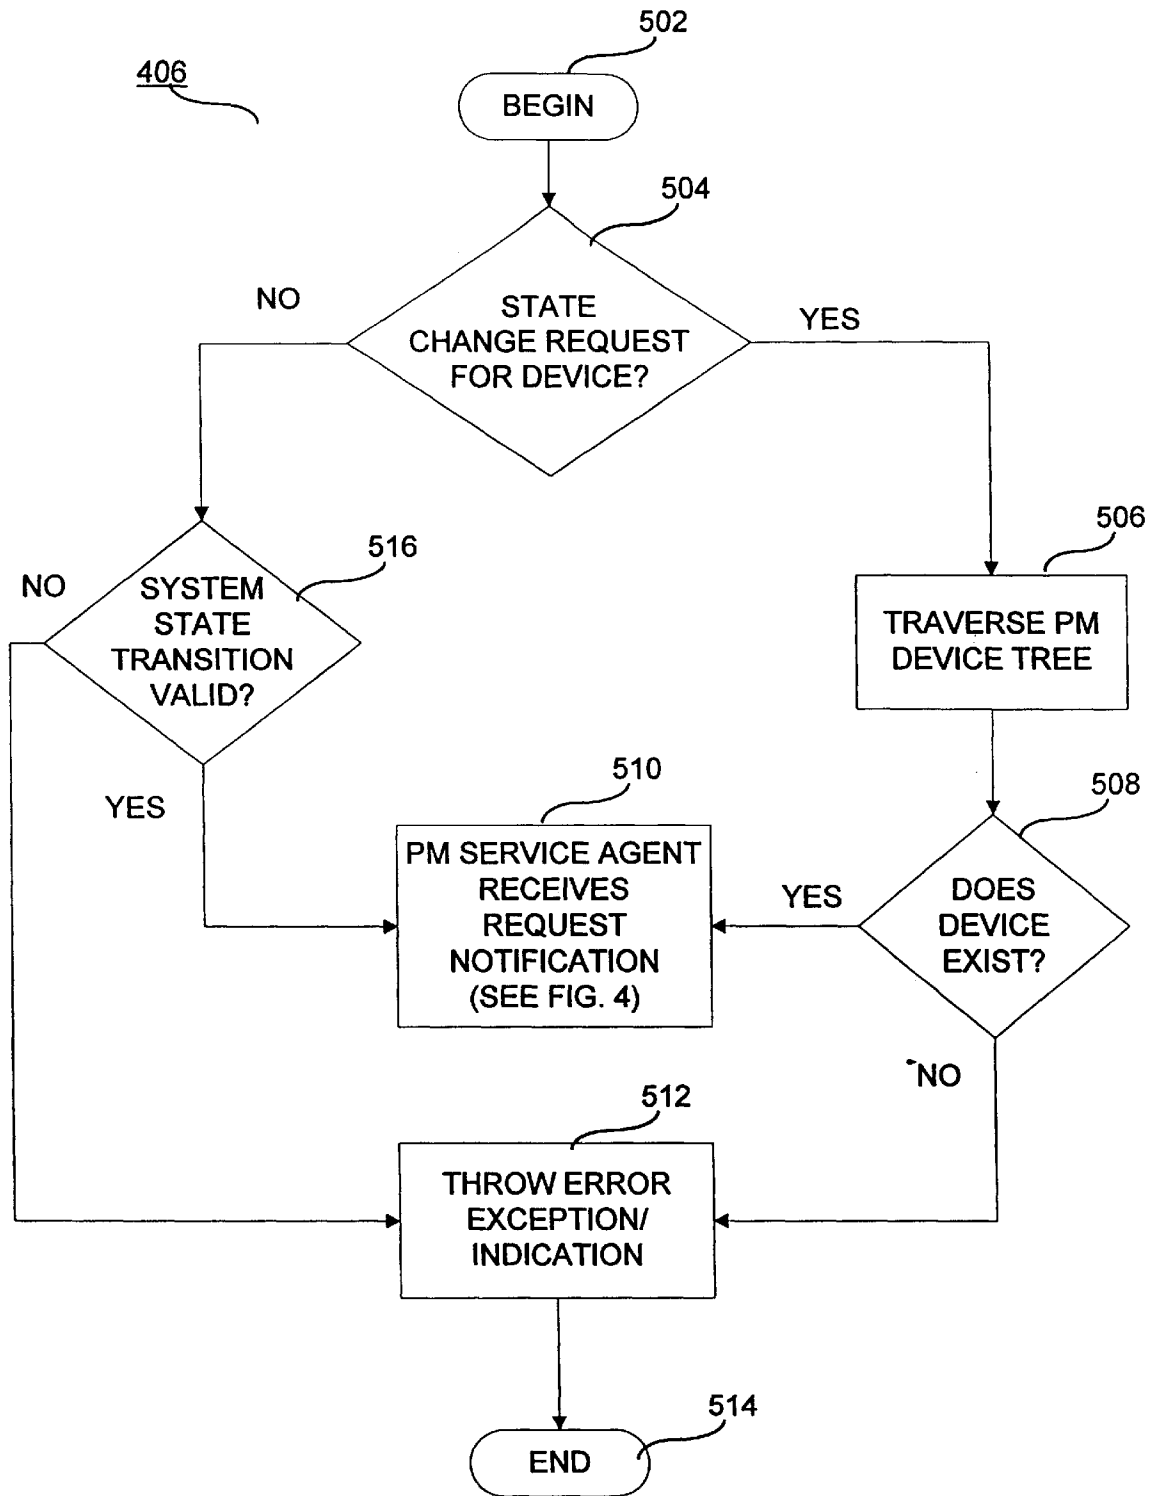 502
406
BEGIN
504
NO
STATE
CHANGE REQUEST
FOR DEVICE?
YES
506
516
NO
SYSTEM
STATE
TRANSITION
VALID?
TRAVERSE PM
DEVICE TREE
510
508
YES
PM SERVICE AGENT
RECEIVES
REQUEST
NOTIFICATION
(SEE FIG. 4)
YES
DOES
DEVICE
EXIST?
NO
512
THROW ERROR
EXCEPTION/
INDICATION
514
END